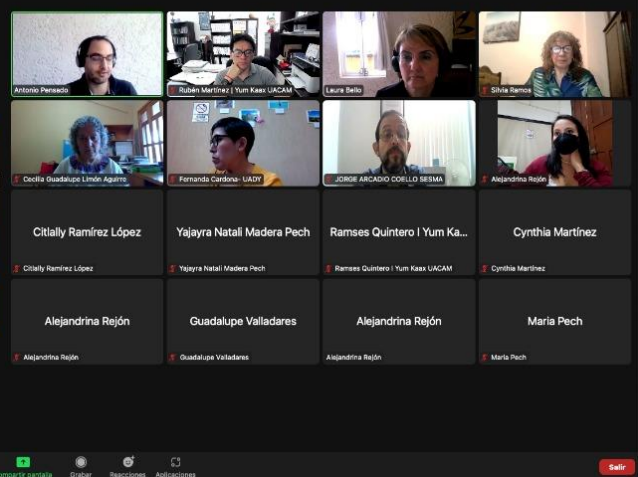 Antonio Pensado
Rubén Martínez | Yum Kaax UACAM
Laura Bello
Silvia Ramos
Cecilia Guadalupe Limón Aguirre
Fernanda Cardona- UADY
JORGE ARCADIO COELLO SESMA
Alejandrina Rejón
Citlally Ramírez López
Yajayra Natali Madera Pech
Ramses Quintero I Yum Ka...
Cynthia Martínez
Citlally Ramírez López
Yajayra Natali Madera Pech
Ramses Quintero I Yum Kaax UACAM
Cynthia Martínez
Alejandrina Rejón
Guadalupe Valladares
Alejandrina Rejón
Maria Pech
Alejandrina Rejón
Guadalupe Valladares
Alejandrina Rejón
Maria Pech
ompartir pantalla
Grabar
Reacciones
Aplicaciones
Salir